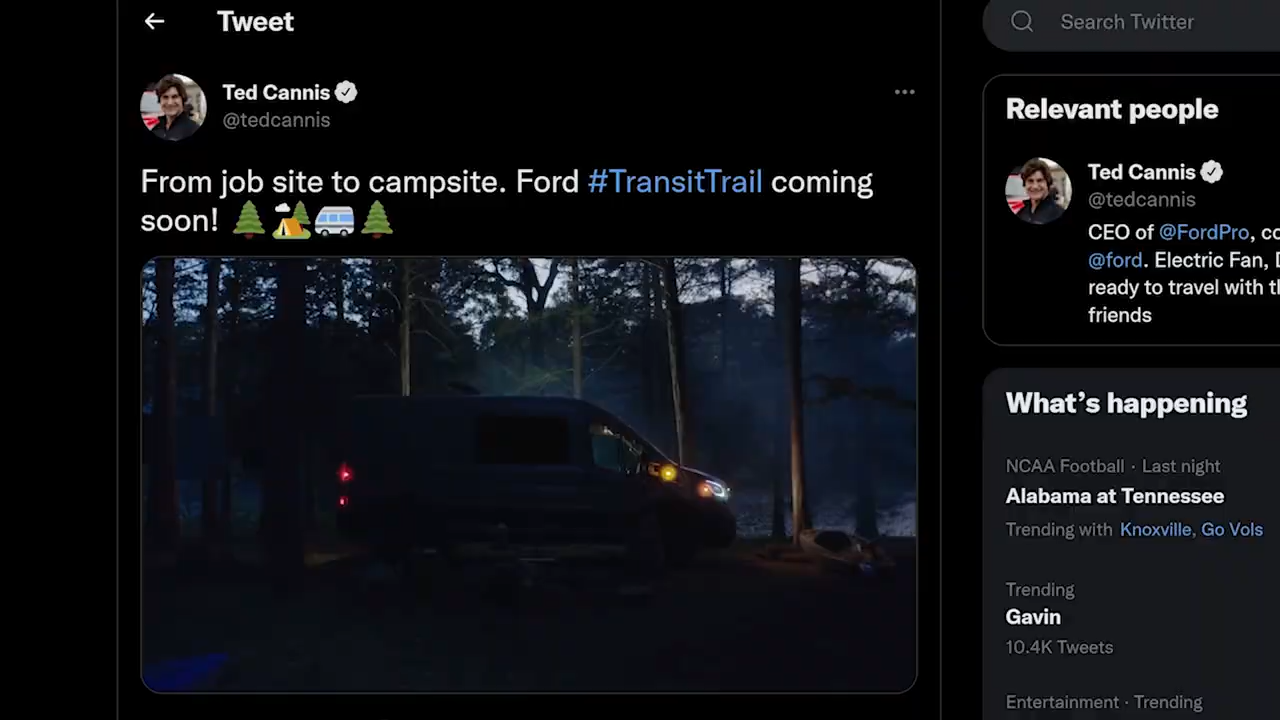 Tweet
Ted Cannis
@tedcannis
From job site to campsite. Ford #TransitTrail coming
soon! 🌲🏕️🚐🌲
Search Twitter
Relevant people
Ted Cannis
@tedcannis
CEO of @FordPro, co
@ford. Electric Fan, D
ready to travel with th
friends
What's happening
NCAA Football · Last night
Alabama at Tennessee
Trending with Knoxville, Go Vols
Trending
Gavin
10.4K Tweets
Entertainment · Trending